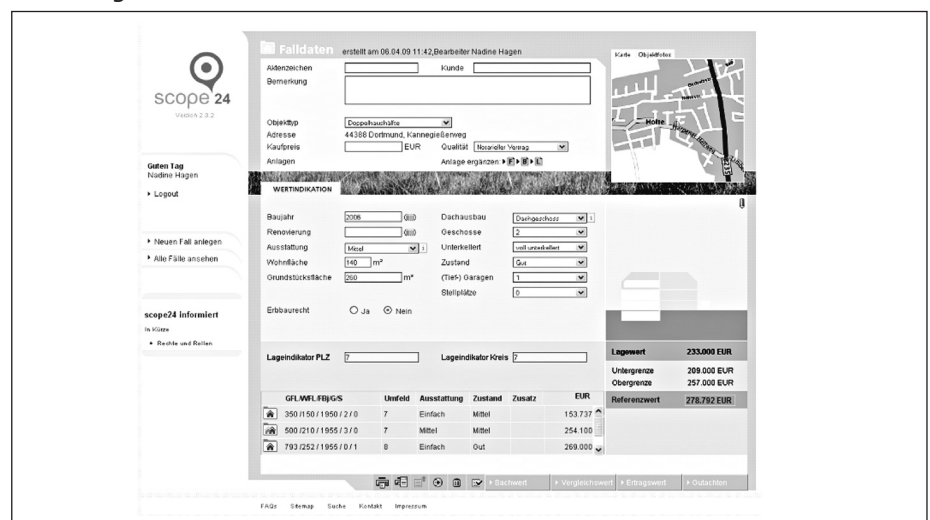 Falldaten erstellt am 06.04.09 11:42,Bearbeiter Nadine Hagen
scope 24
Version 2.3.2
Guten Tag
Nadine Hagen
Logout
Neuen Fall anlegen
Alle Fälle ansehen
scope24 informiert
In Kürze
Rechte und Rollen
Aktenzeichen Kunde
Bemerkung
Objekttyp Doppelhaushälfte
Adresse 44388 Dortmund, Kannegießerweg
Kaufpreis EUR Qualität Notarieller Vertrag
Anlagen Anlage ergänzen
Karte Objektfotos
Holte
WERTINDIKATION
Baujahr 2006 (jjjj) Dachausbau Dachgeschoss
Renovierung (jjjj) Geschosse 2
Ausstattung Mittel Unterkellert voll unterkellert
Wohnfläche 140 m² Zustand Gut
Grundstücksfläche 260 m² (Tief-) Garagen 1
Stellplätze 0
Erbbaurecht Ja Nein
Lageindikator PLZ 7 Lageindikator Kreis 7
Lagewert 233.000 EUR
Untergrenze 209.000 EUR
Obergrenze 257.000 EUR
Referenzwert 278.792 EUR
GFL/WFL/FBj/G/S Umfeld Ausstattung Zustand Zusatz EUR
350 /150 / 1950 / 2 / 0 7 Einfach Mittel 153.737
500 /210 / 1955 / 3 / 0 7 Mittel Mittel 254.100
793 /252 / 1955 / 0 / 1 8 Einfach Gut 269.000
Sachwert Vergleichswert Ertragswert Gutachten
FAQs Sitemap Suche Kontakt Impressum